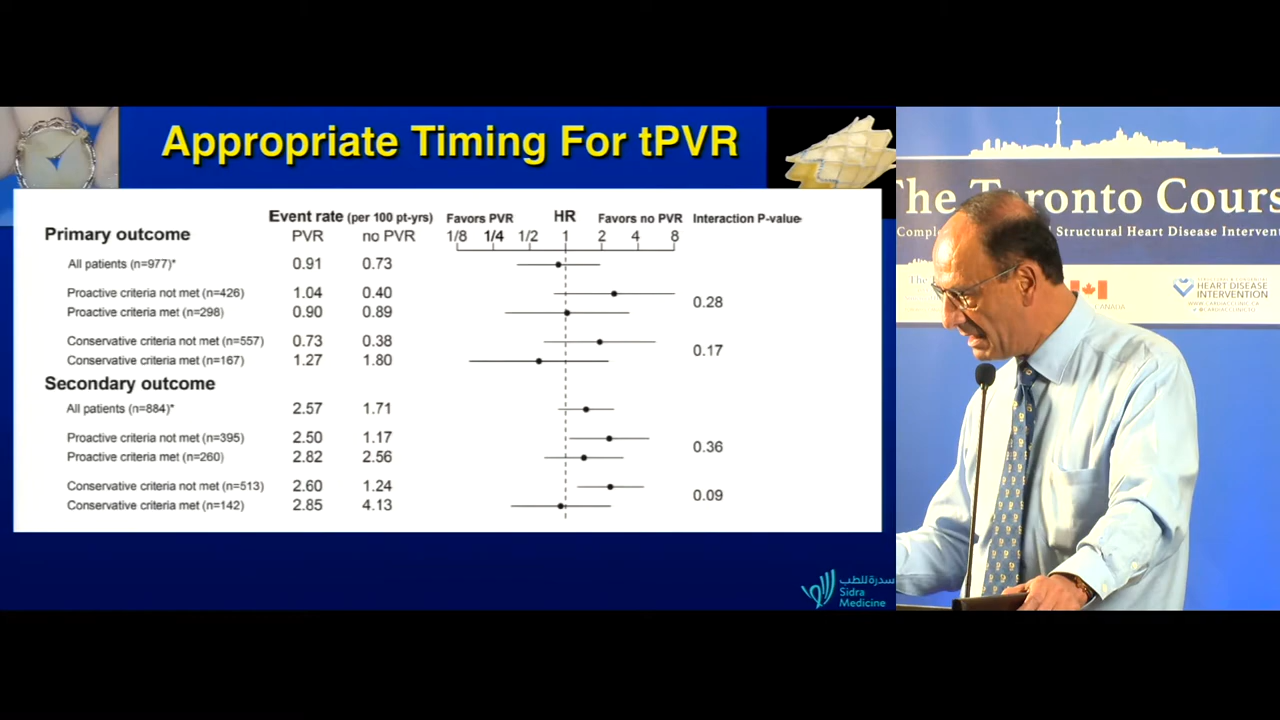 Appropriate Timing For tPVR
Event rate (per 100 pt-yrs) Favors PVR HR Favors no PVR Interaction P-value
Primary outcome PVR no PVR 1/8 1/4 1/2 1 2 4 8
All patients (n=977)* 0.91 0.73
Proactive criteria not met (n=426) 1.04 0.40
0.28
Proactive criteria met (n=298) 0.90 0.89
Conservative criteria not met (n=557) 0.73 0.38
0.17
Conservative criteria met (n=167) 1.27 1.80
Secondary outcome
All patients (n=884)* 2.57 1.71
Proactive criteria not met (n=395) 2.50 1.17
0.36
Proactive criteria met (n=260) 2.82 2.56
Conservative criteria not met (n=513) 2.60 1.24
0.09
Conservative criteria met (n=142) 2.85 4.13
سدرة للطب
Sidra
Medicine
The Toronto Cours
Structural Heart Disease Interven
The
HEART DISEASE
INTERVENTION
CANADA